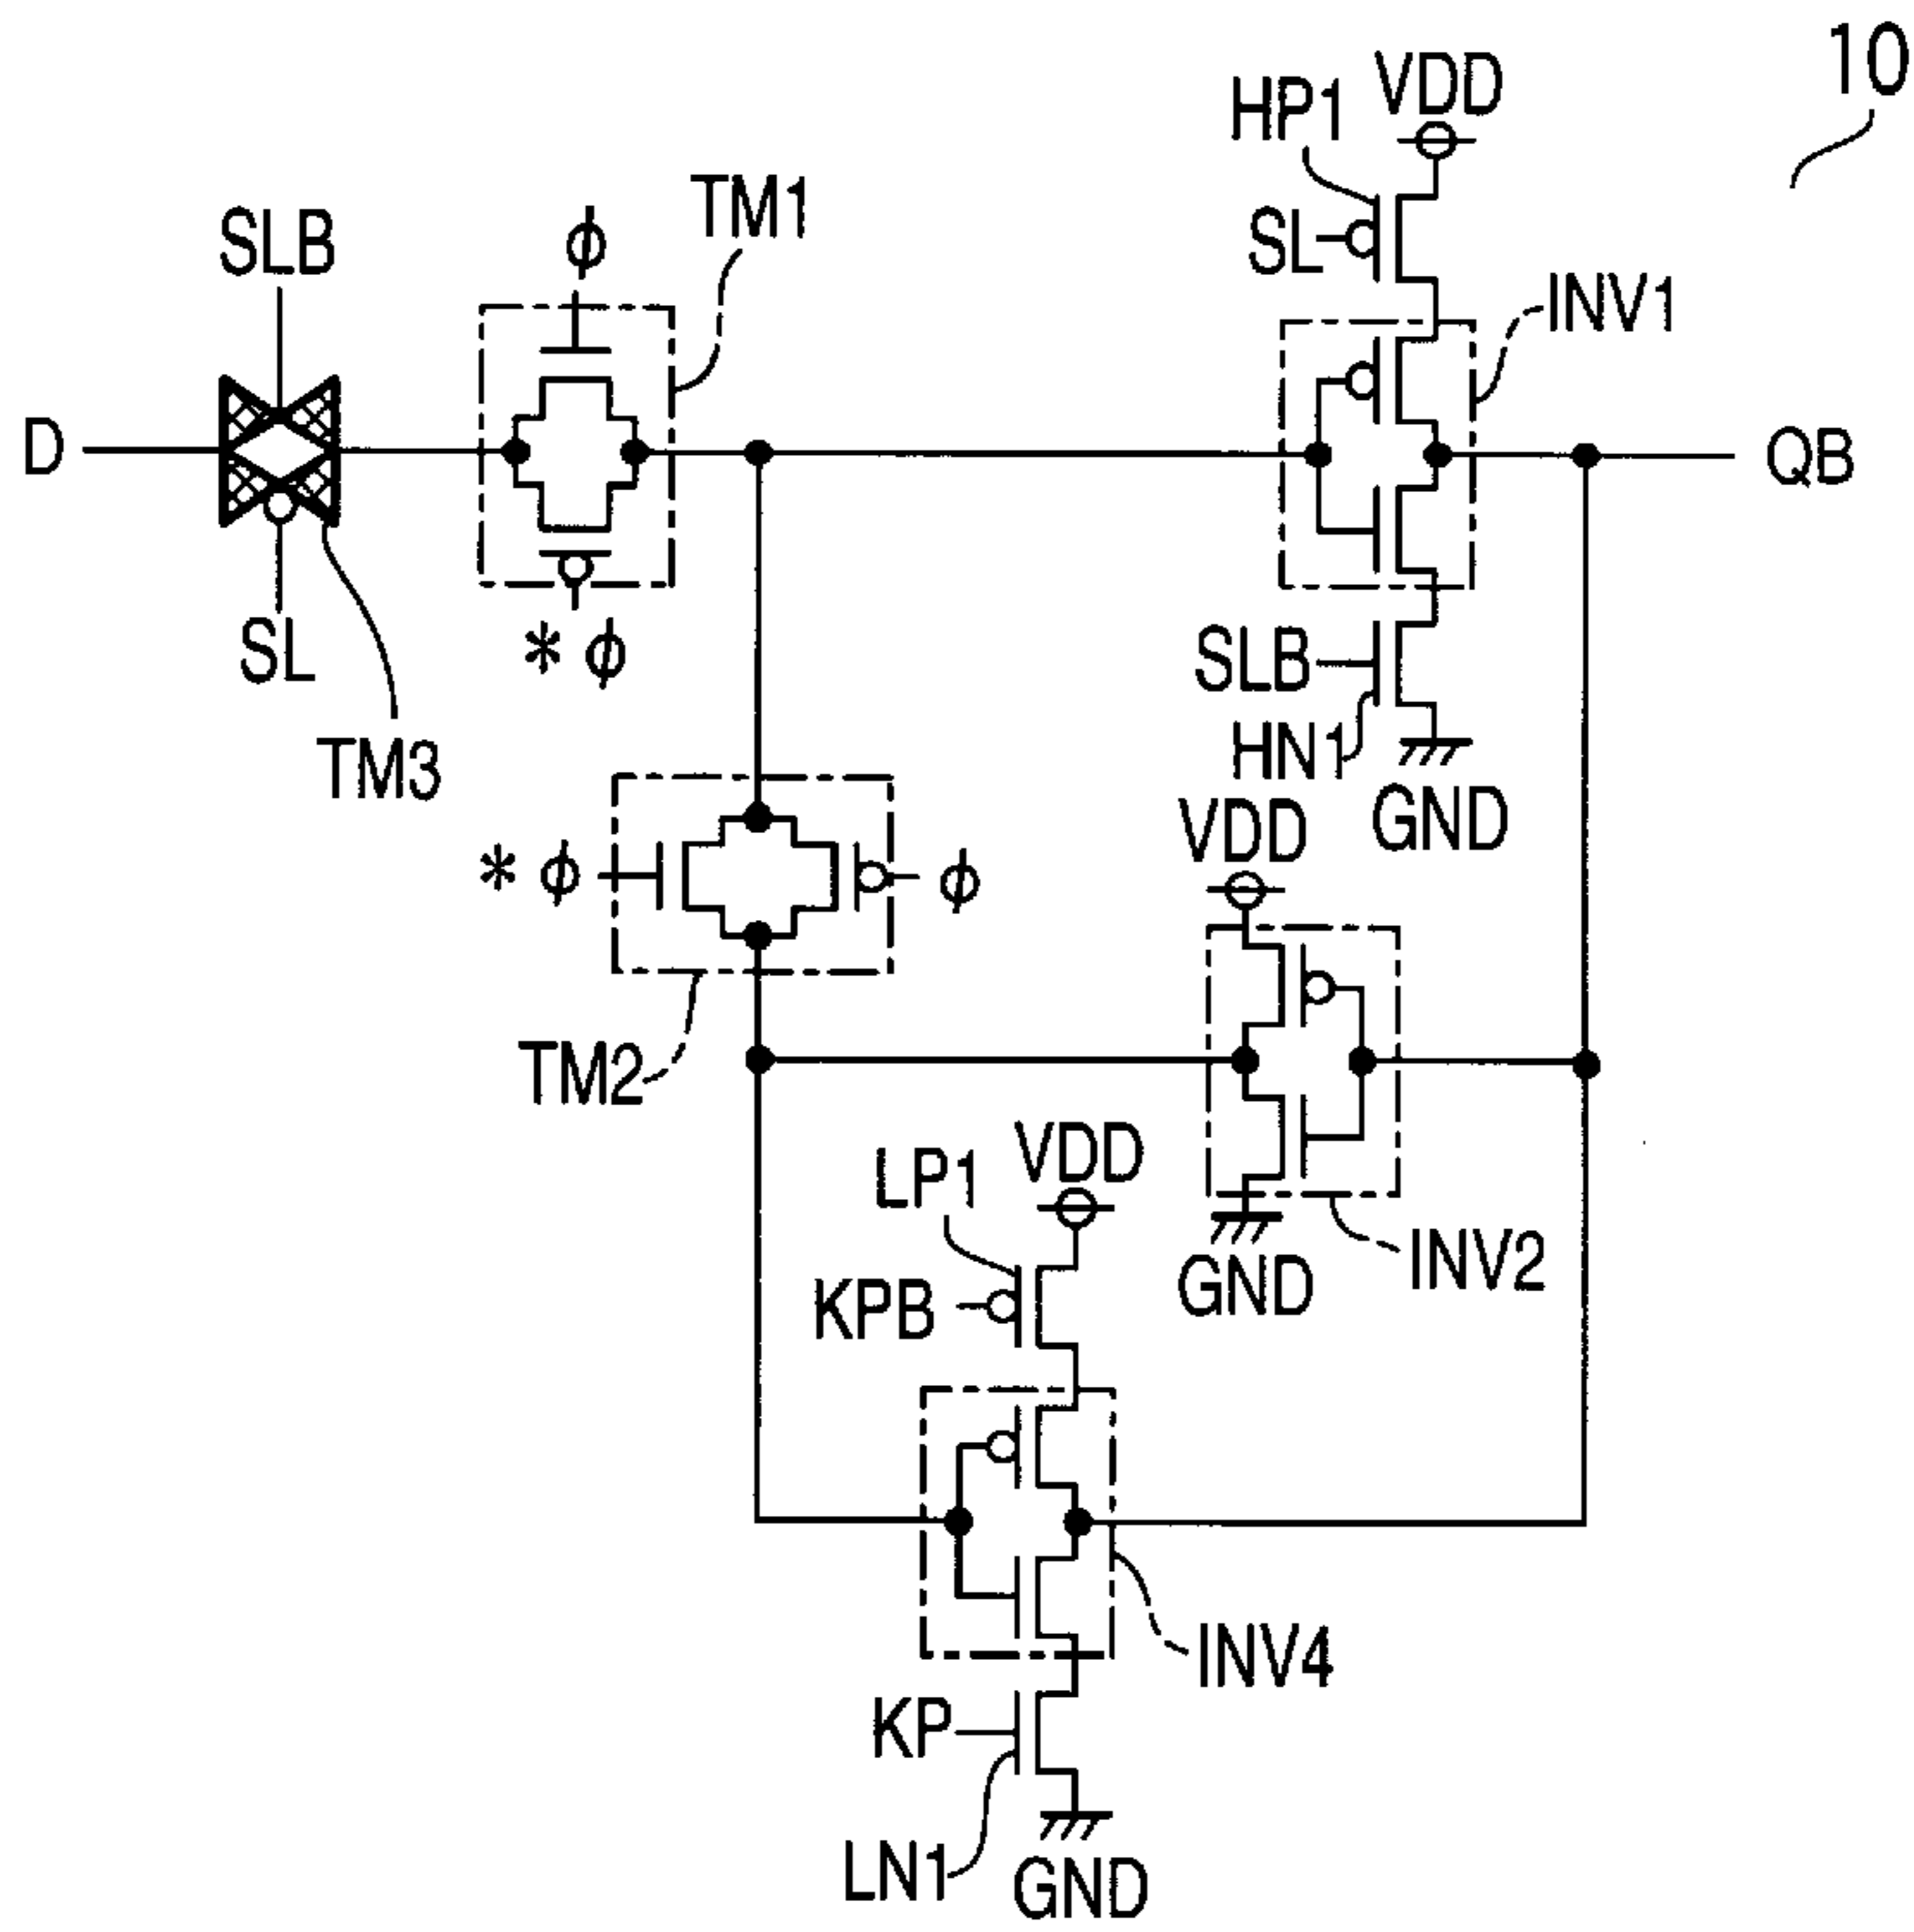 10
VDD
HP1
TM1
SLB
ϕ
SL
INV1
D
QB
SL
* ϕ
SLB
TM3
HN1
GND
VDD
* ϕ
ϕ
TM2
VDD
LP1
INV2
GND
KPB
INV4
KP
LN1
GND